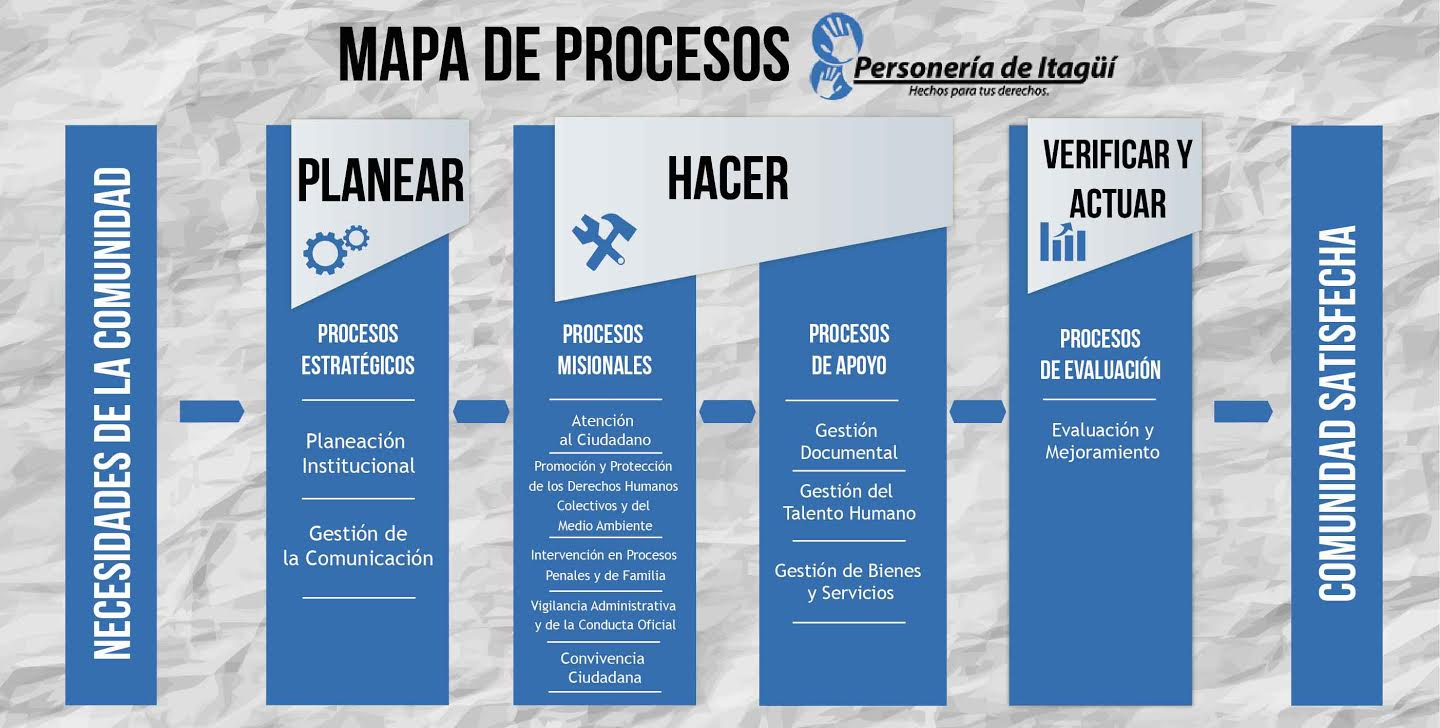 MAPA DE PROCESOS
Personería de Itagüí
Hechos para tus derechos.
NECESIDADES DE LA COMUNIDAD
PLANEAR
PROCESOS
ESTRATÉGICOS
Planeación
Institucional
Gestión de
la Comunicación
HACER
PROCESOS
MISIONALES
Atención
al Ciudadano
Promoción y Protección
de los Derechos Humanos
Colectivos y del
Medio Ambiente
Intervención en Procesos
Penales y de Familia
Vigilancia Administrativa
y de la Conducta Oficial
Convivencia
Ciudadana
PROCESOS
DE APOYO
Gestión
Documental
Gestión del
Talento Humano
Gestión de Bienes
y Servicios
VERIFICAR Y
ACTUAR
PROCESOS
DE EVALUACIÓN
Evaluación y
Mejoramiento
COMUNIDAD SATISFECHA